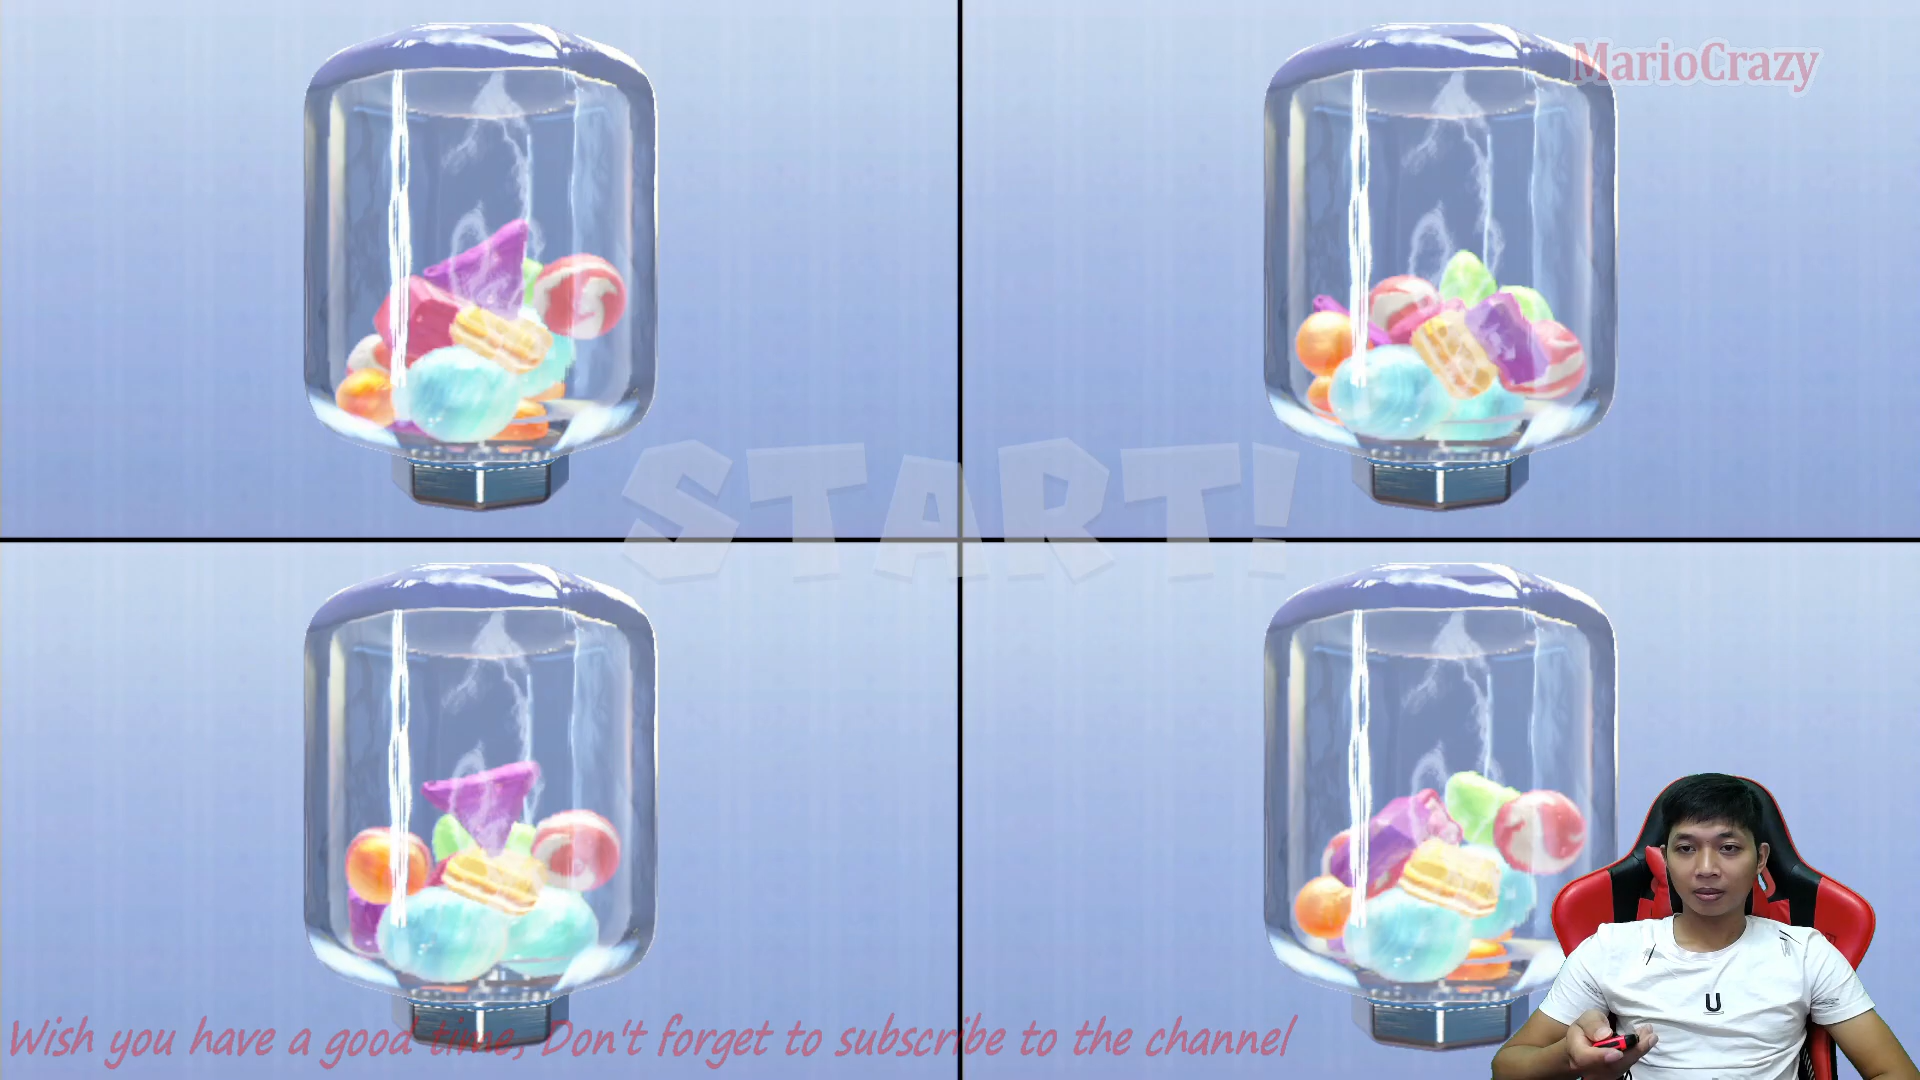 MarioCrazy
START!
Wish you have a good time, Don't forget to subscribe to the channel
U